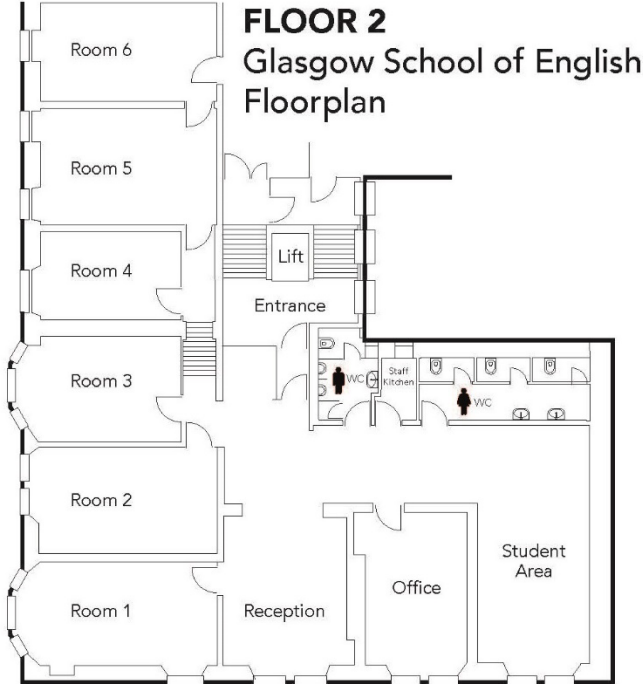 FLOOR 2
Glasgow School of English
Floorplan
Room 6
Room 5
Lift
Room 4
Entrance
Room 3
WC
Staff
Kitchen
WC
Room 2
Student
Area
Office
Room 1
Reception